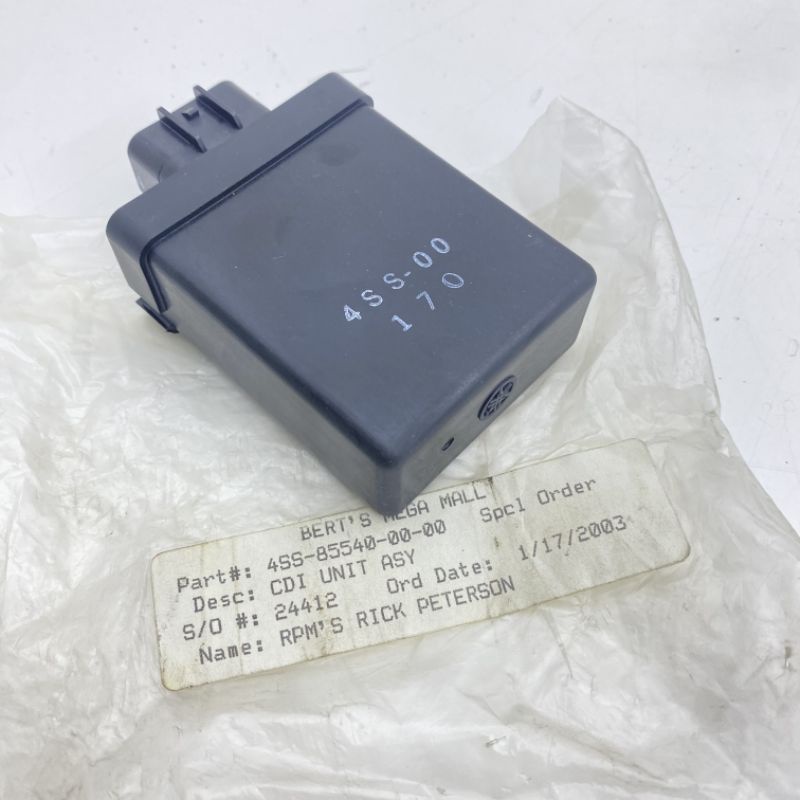 4SS-00
170
BERT'S MEGA MALL
Part#: 4SS-85540-00-00 Spcl Order
Desc: CDI UNIT ASY
S/O #: 24412 Ord Date: 1/17/2003
Name: RPM'S RICK PETERSON